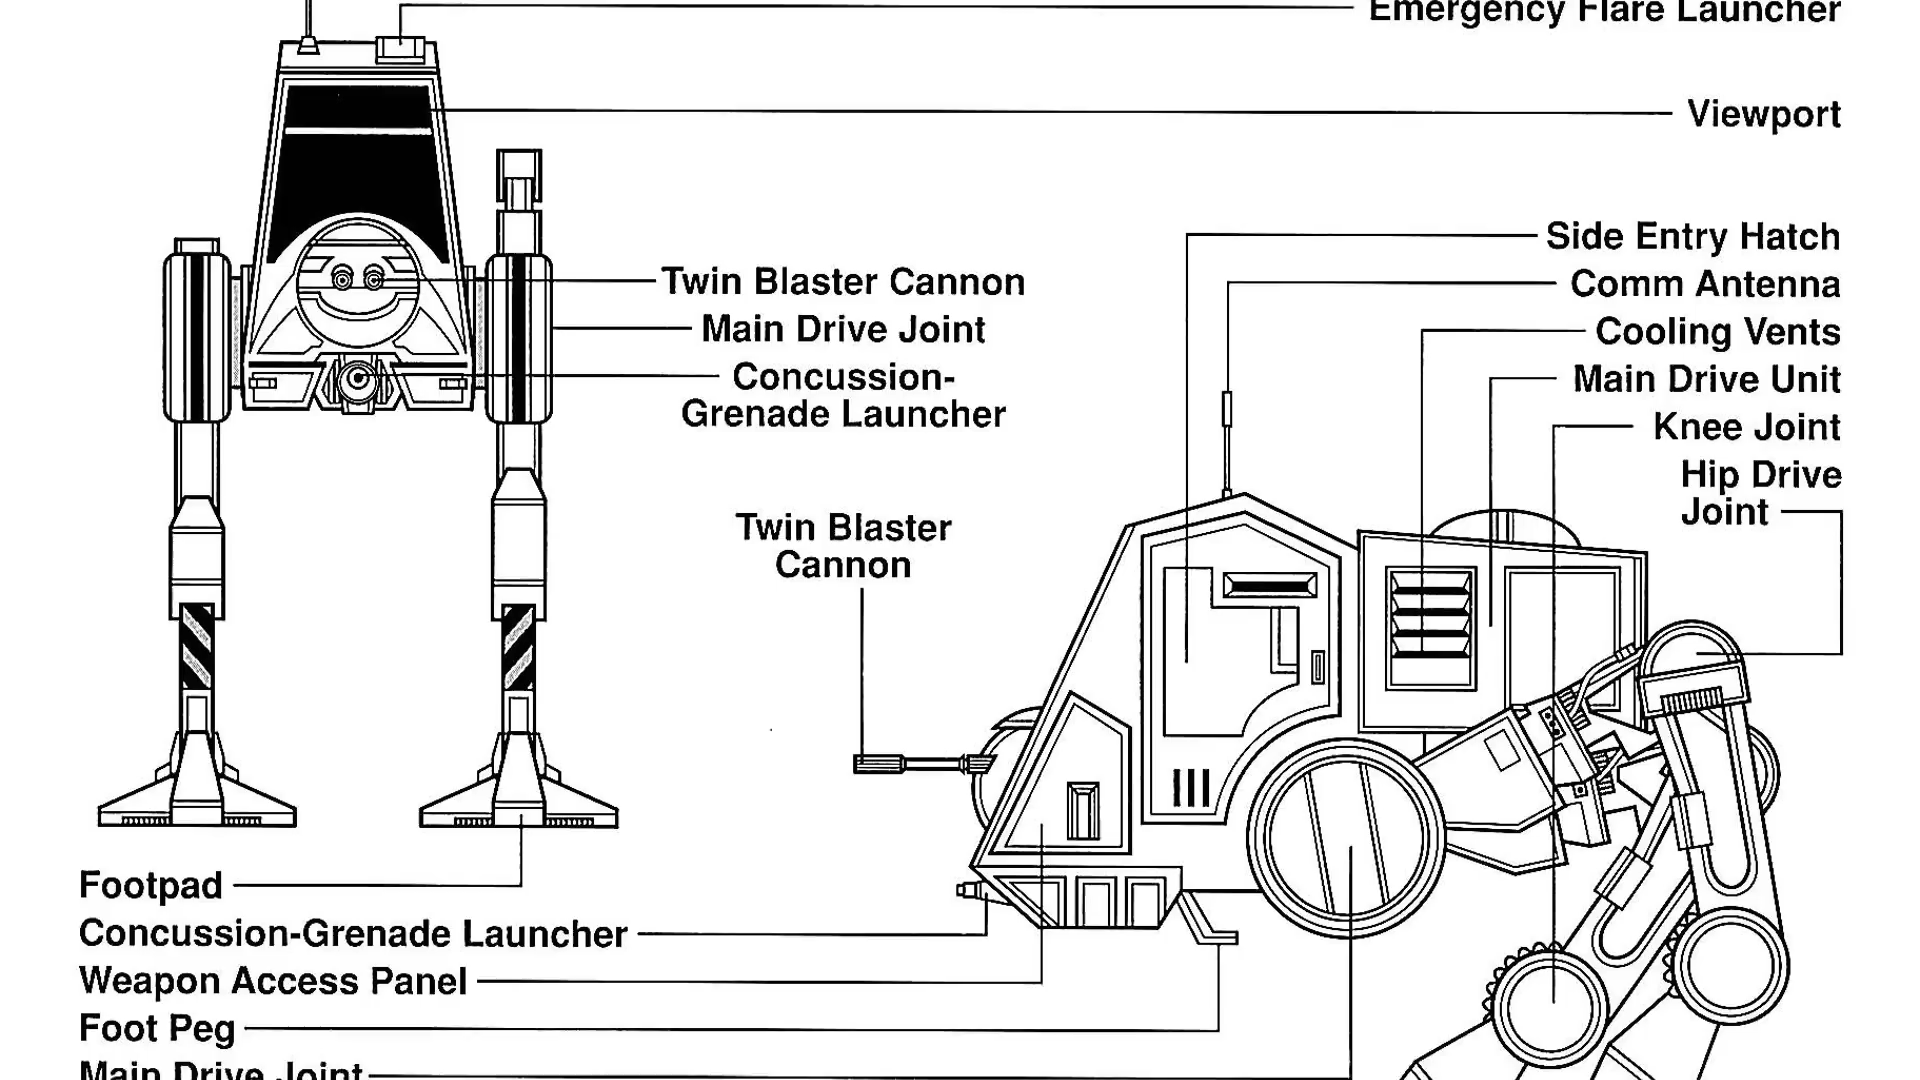 Emergency Flare Launcher
Viewport
Side Entry Hatch
Comm Antenna
Cooling Vents
Main Drive Unit
Knee Joint
Hip Drive
Joint
Twin Blaster Cannon
Main Drive Joint
Concussion-
Grenade Launcher
Twin Blaster
Cannon
Footpad
Concussion-Grenade Launcher
Weapon Access Panel
Foot Peg
Main Drive Joint